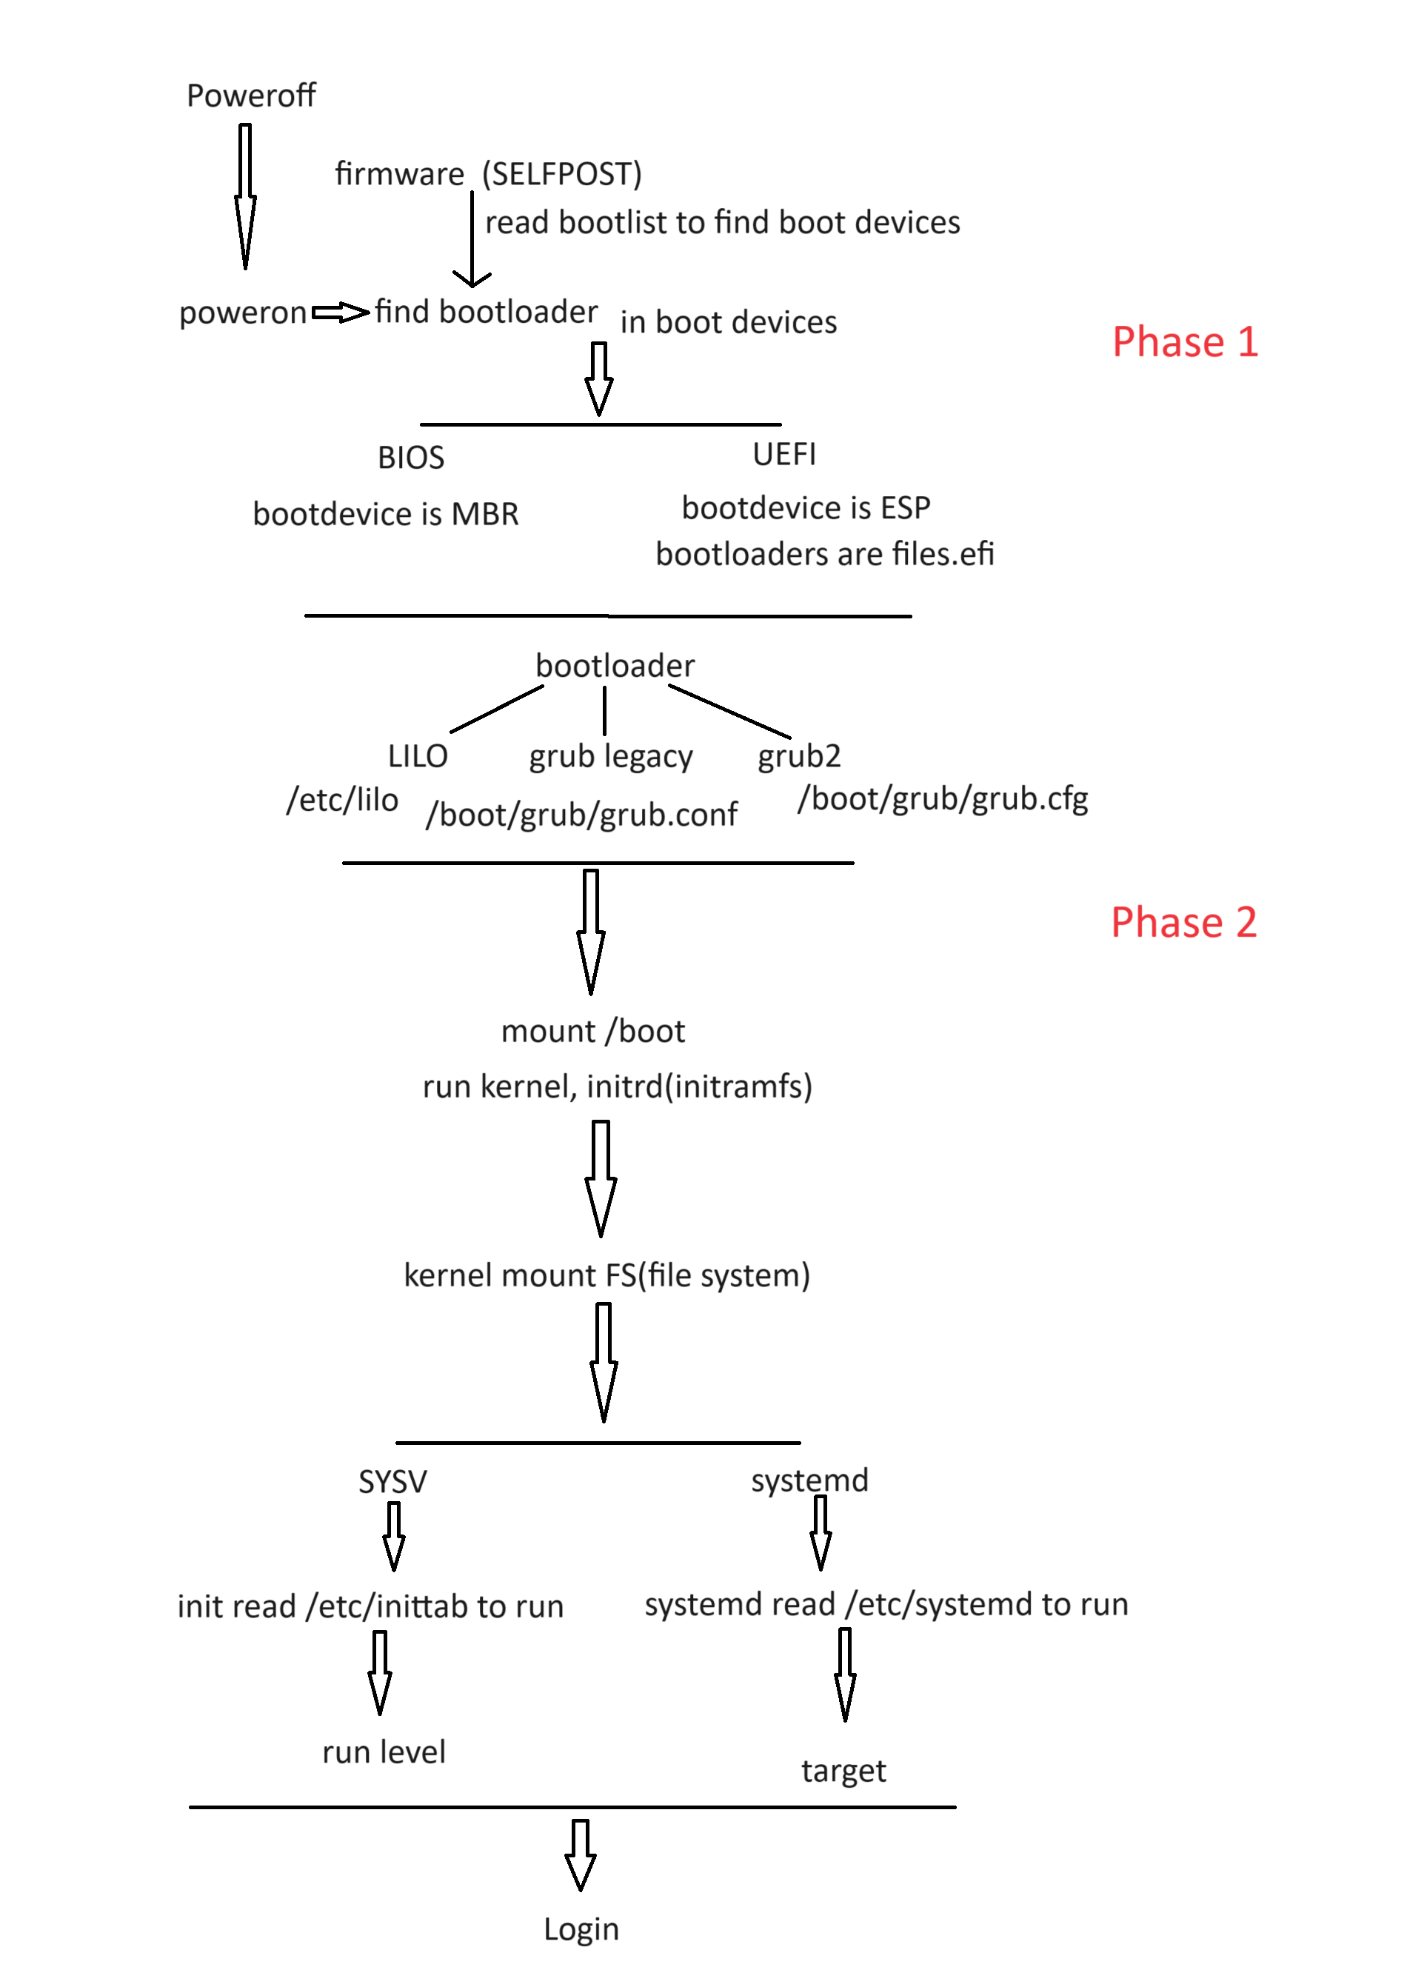 Poweroff
firmware (SELFPOST)
read bootlist to find boot devices
poweron
find bootloader
in boot devices
Phase 1
BIOS
UEFI
bootdevice is MBR
bootdevice is ESP
bootloaders are files.efi
bootloader
LILO
grub legacy
grub2
/etc/lilo
/boot/grub/grub.conf
/boot/grub/grub.cfg
Phase 2
mount /boot
run kernel, initrd(initramfs)
kernel mount FS(file system)
SYSV
systemd
init read /etc/inittab to run
systemd read /etc/systemd to run
run level
target
Login